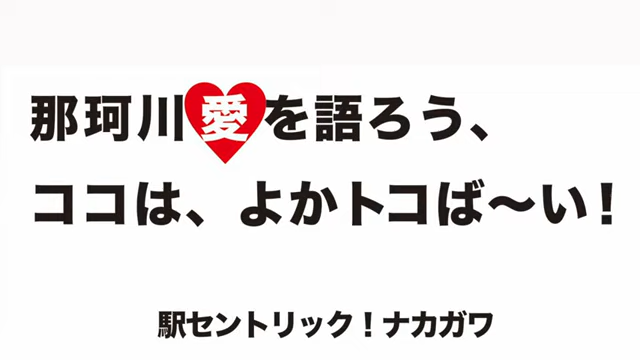 那珂川愛を語ろう、
ココは、よかトコば〜い！
駅セントリック！ナカガワ